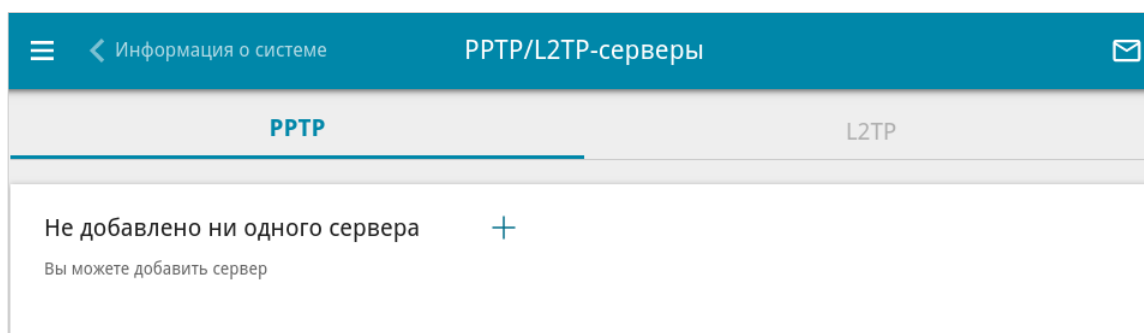 Информация о системе
PPTP/L2TP-серверы
PPTP
L2TP
Не добавлено ни одного сервера
Вы можете добавить сервер